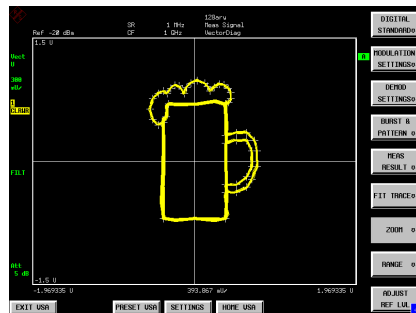 DIGITAL
STANDARD
128ary
SR 1 MHz Meas Signal
Ref -20 dBm CF 1 GHz VectorDiag
1.5 U
A
MODULATION
SETTINGS
Vect
U
300
mU/
DEMOD
SETTINGS
1
CLRWR
BURST &
PATTERN
MEAS
RESULT
FILT
FIT TRACE
ZOOM
RANGE
Att
5 dB
-1.5 U
-1.969335 U 393.867 mU/ 1.969335 U
ADJUST
REF LVL
EXIT VSA PRESET VSA SETTINGS HOME VSA